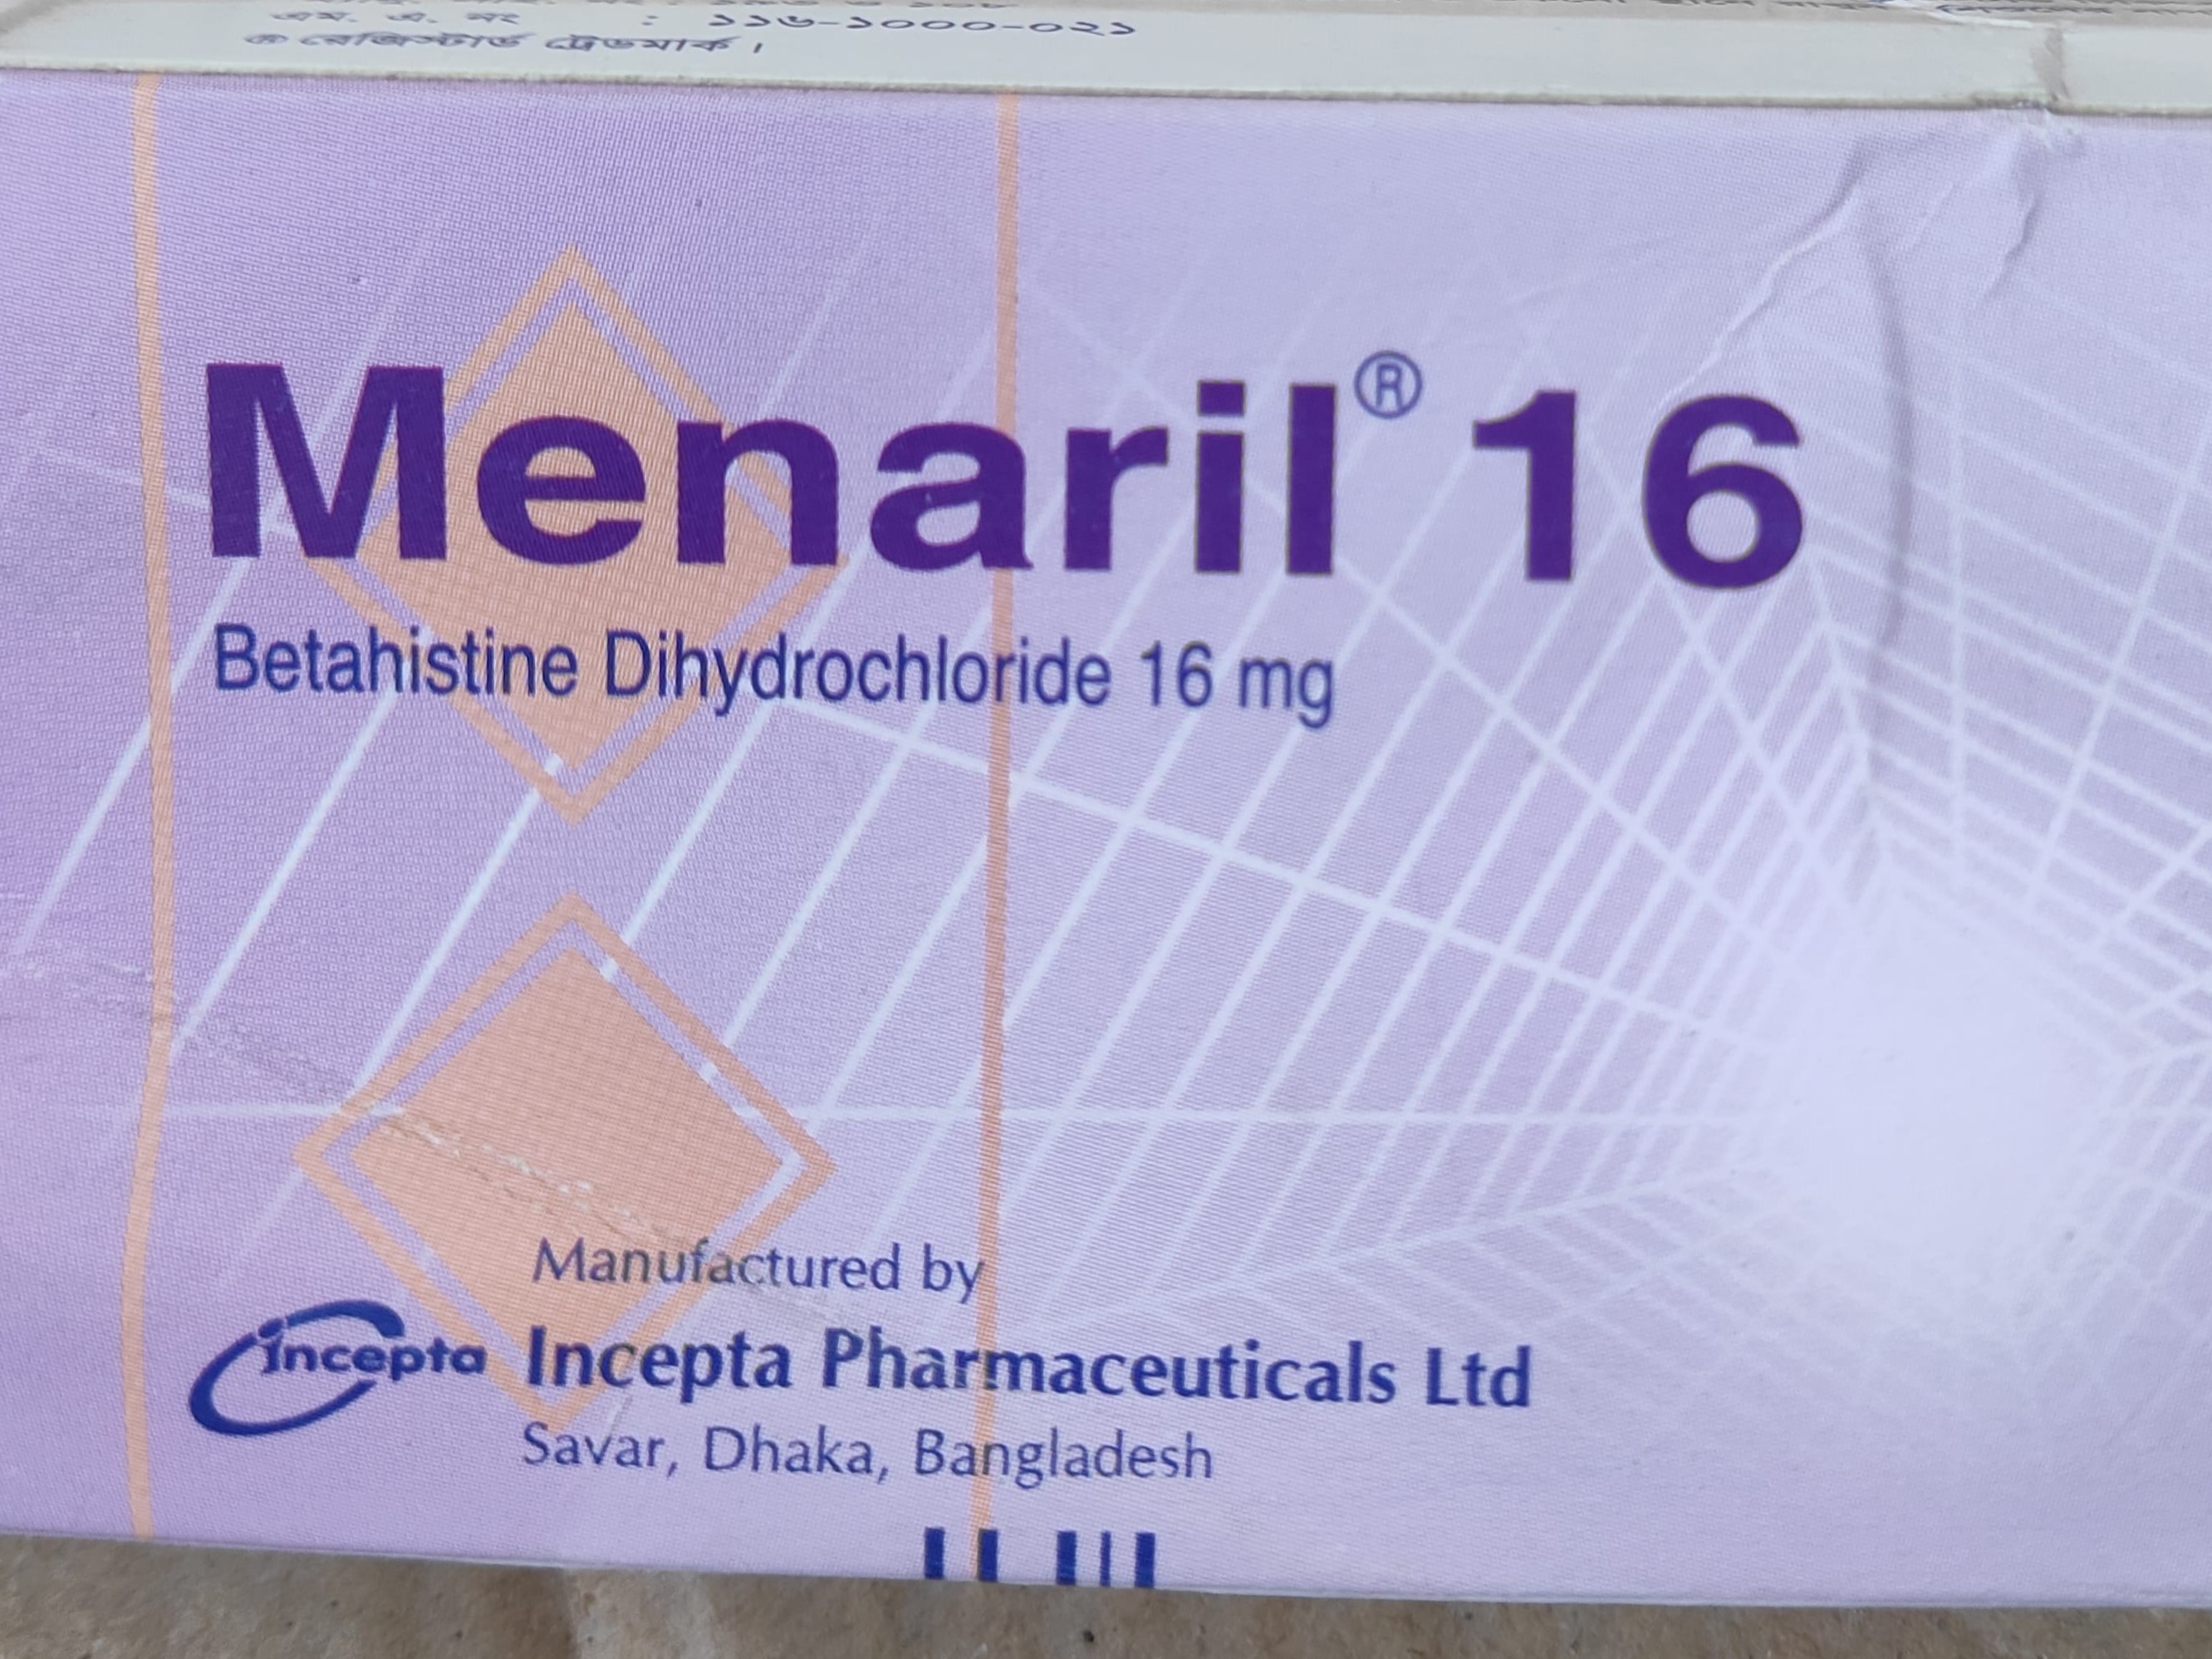 এম. এ. নং : ১১৬-১০০০-০২১
® রেজিস্টার্ড ট্রেডমার্ক।
Menaril® 16
Betahistine Dihydrochloride 16 mg
Manufactured by
incepta Incepta Pharmaceuticals Ltd
Savar, Dhaka, Bangladesh